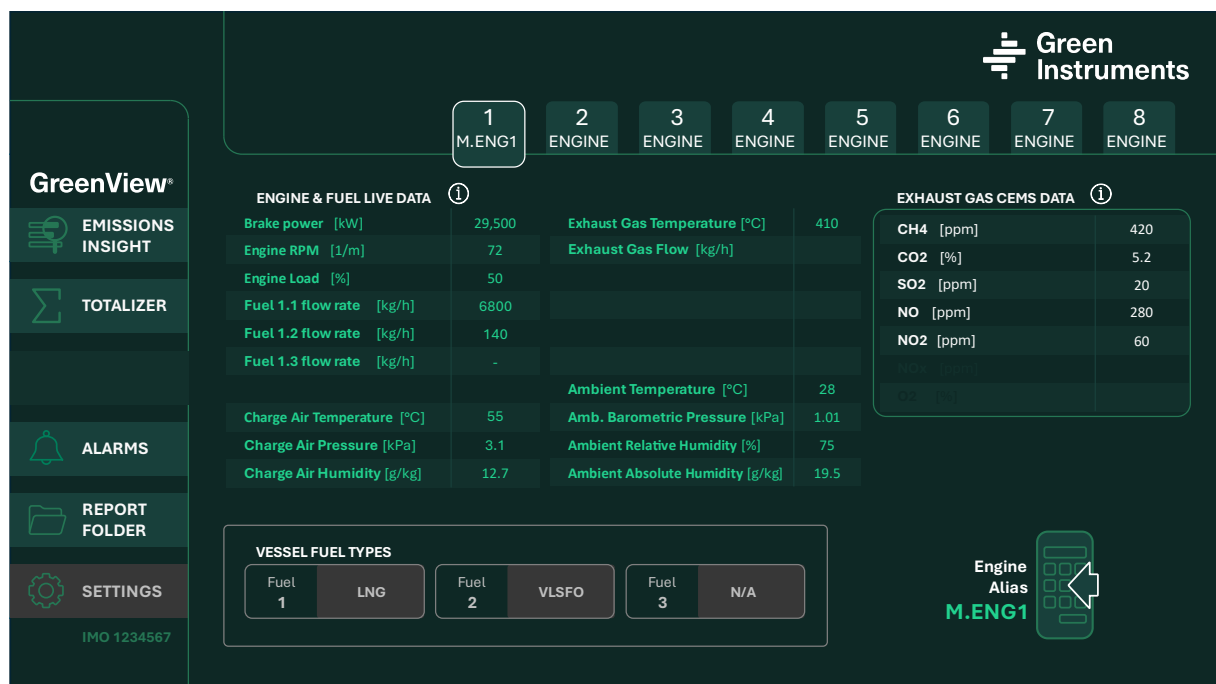 Green
Instruments
1 2 3 4 5 6 7 8
M.ENG1 ENGINE ENGINE ENGINE ENGINE ENGINE ENGINE ENGINE
GreenView®
EMISSIONS
INSIGHT
TOTALIZER
ALARMS
REPORT
FOLDER
SETTINGS
IMO 1234567
ENGINE & FUEL LIVE DATA i
Brake power [kW] 29,500
Engine RPM [1/m] 72
Engine Load [%] 50
Fuel 1.1 flow rate [kg/h] 6800
Fuel 1.2 flow rate [kg/h] 140
Fuel 1.3 flow rate [kg/h] -
Charge Air Temperature [°C] 55
Charge Air Pressure [kPa] 3.1
Charge Air Humidity [g/kg] 12.7
Exhaust Gas Temperature [°C] 410
Exhaust Gas Flow [kg/h]
Ambient Temperature [°C] 28
Amb. Barometric Pressure [kPa] 1.01
Ambient Relative Humidity [%] 75
Ambient Absolute Humidity [g/kg] 19.5
EXHAUST GAS CEMS DATA i
CH4 [ppm] 420
CO2 [%] 5.2
SO2 [ppm] 20
NO [ppm] 280
NO2 [ppm] 60
NOx [ppm]
O2 [%]
VESSEL FUEL TYPES
Fuel
1
LNG
Fuel
2
VLSFO
Fuel
3
N/A
Engine
Alias
M.ENG1